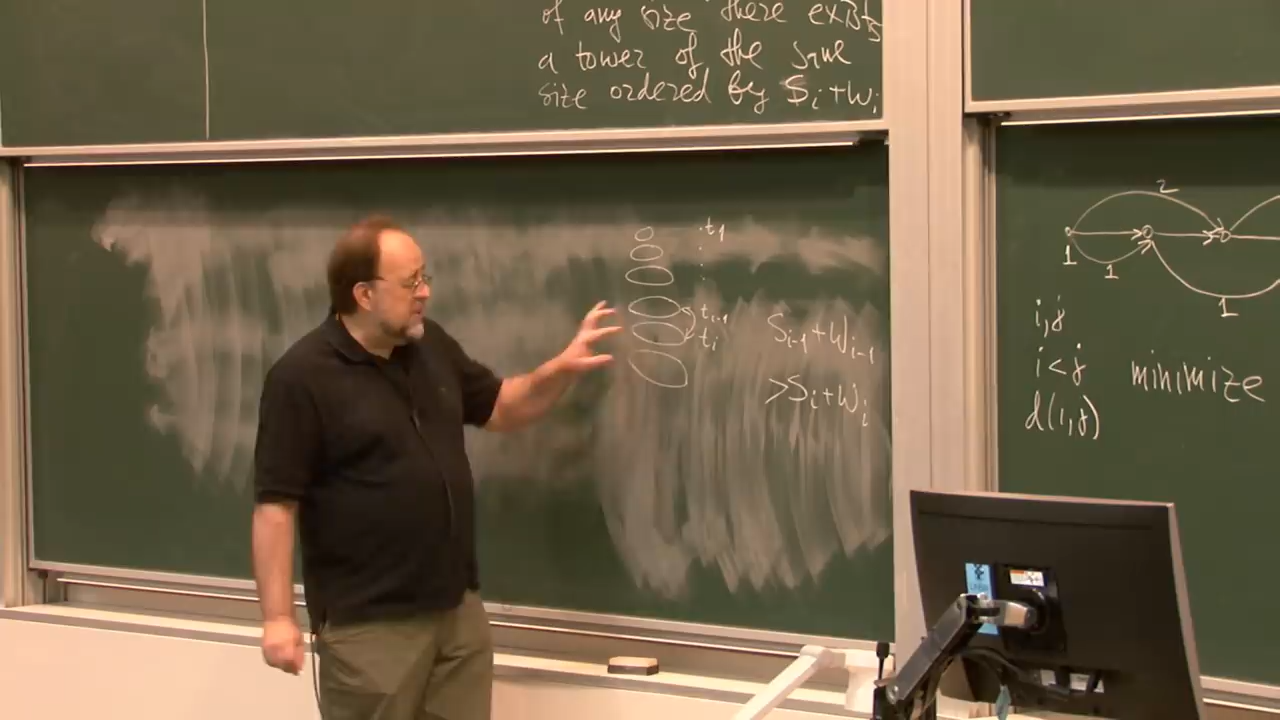 of any size there exists
a tower of the same
size ordered by Si+Wi
t1
ti-1
ti
Si-1+Wi-1
>Si+Wi
2
1
1
1
i,j
i<j
d(i,j)
minimize